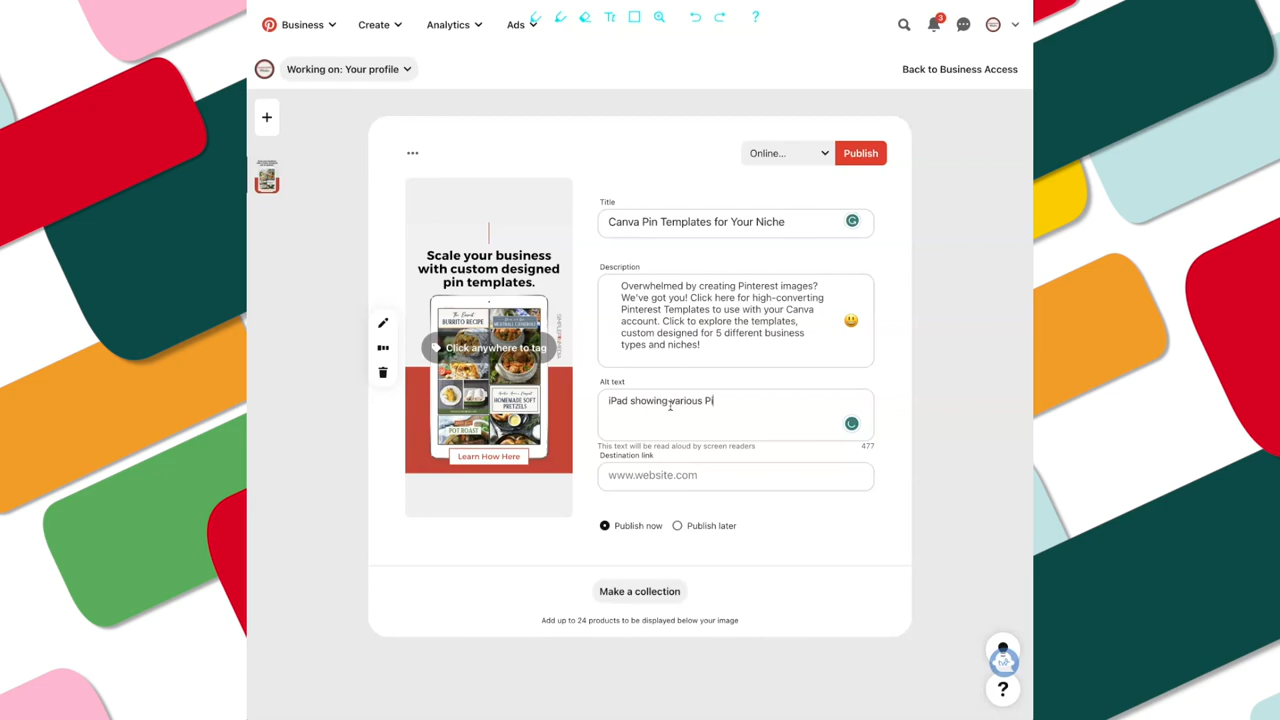 Business
Create
Analytics
Ads
Tt
?
3
Working on: Your profile
Back to Business Access
+
Online...
Publish
Title
Canva Pin Templates for Your Niche
Description
Overwhelmed by creating Pinterest images?
We've got you! Click here for high-converting
Pinterest Templates to use with your Canva
account. Click to explore the templates,
custom designed for 5 different business
types and niches!
Alt text
iPad showing various Pi
This text will be read aloud by screen readers
477
Destination link
www.website.com
Publish now
Publish later
Scale your business
with custom designed
pin templates.
BURRITO RECIPE
Click anywhere to tag
HOMEMADE SOFT
PRETZELS
POT ROAST
Learn How Here
Make a collection
Add up to 24 products to be displayed below your image
?